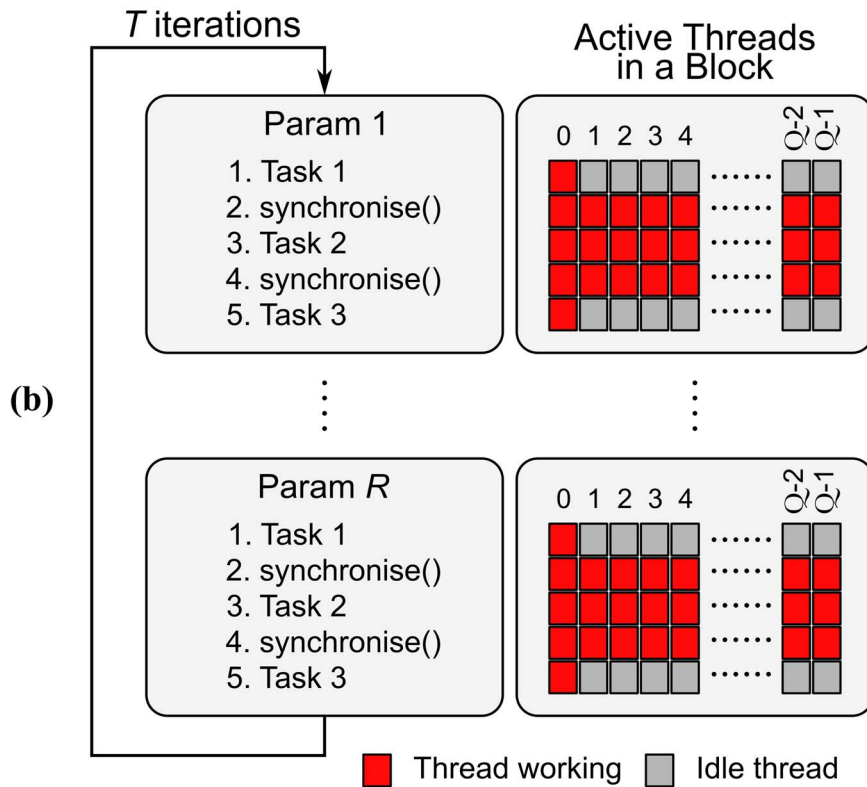 T iterations
Active Threads
in a Block
Param 1
1. Task 1
2. synchronise()
3. Task 2
4. synchronise()
5. Task 3
0 1 2 3 4 Q-2 Q-1
(b)
Param R
1. Task 1
2. synchronise()
3. Task 2
4. synchronise()
5. Task 3
0 1 2 3 4 Q-2 Q-1
Thread working
Idle thread